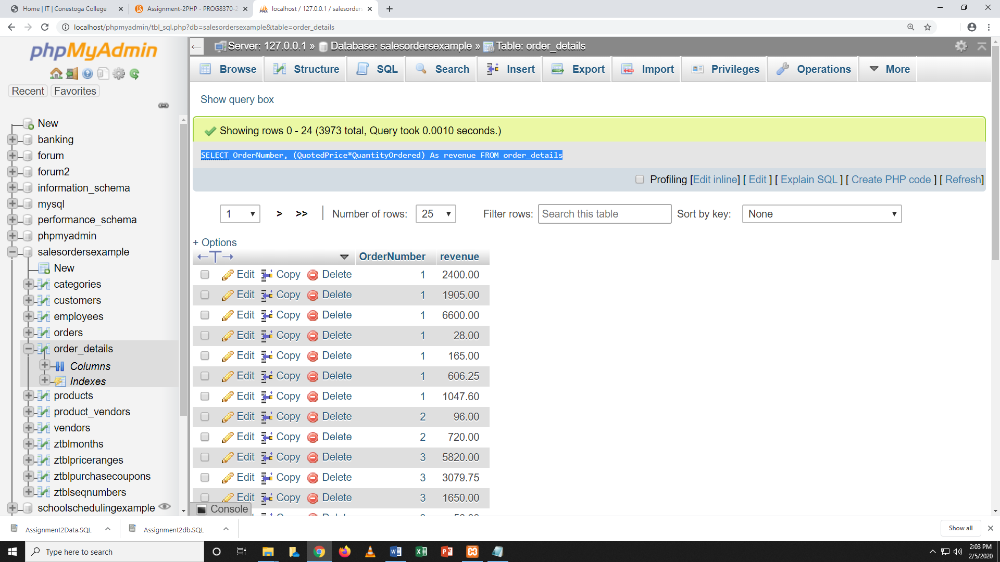 Home | IT | Conestoga College
Assignment-2PHP - PROG8370-2
localhost / 127.0.0.1 / salesorders
localhost/phpmyadmin/tbl_sql.php?db=salesordersexample&table=order_details
phpMyAdmin
Recent Favorites
New
banking
forum
forum2
information_schema
mysql
performance_schema
phpmyadmin
salesordersexample
New
categories
customers
employees
orders
order_details
Columns
Indexes
products
product_vendors
vendors
ztblmonths
ztblpriceranges
ztblpurchasecoupons
ztblseqnumbers
schoolschedulingexample
Server: 127.0.0.1 » Database: salesordersexample » Table: order_details
Browse Structure SQL Search Insert Export Import Privileges Operations More
Show query box
Showing rows 0 - 24 (3973 total, Query took 0.0010 seconds.)
SELECT OrderNumber, (QuotedPrice*QuantityOrdered) As revenue FROM order_details
Profiling [Edit inline] [ Edit ] [ Explain SQL ] [ Create PHP code ] [ Refresh]
1 > >> | Number of rows: 25 Filter rows: Search this table Sort by key: None
+ Options
←T→ OrderNumber revenue
Edit Copy Delete 1 2400.00
Edit Copy Delete 1 1905.00
Edit Copy Delete 1 6600.00
Edit Copy Delete 1 28.00
Edit Copy Delete 1 165.00
Edit Copy Delete 1 606.25
Edit Copy Delete 1 1047.60
Edit Copy Delete 2 96.00
Edit Copy Delete 2 720.00
Edit Copy Delete 3 5820.00
Edit Copy Delete 3 3079.75
Edit Copy Delete 3 1650.00
Console
Assignment2Data.SQL
Assignment2db.SQL
Show all
Type here to search
2:03 PM
2/5/2020